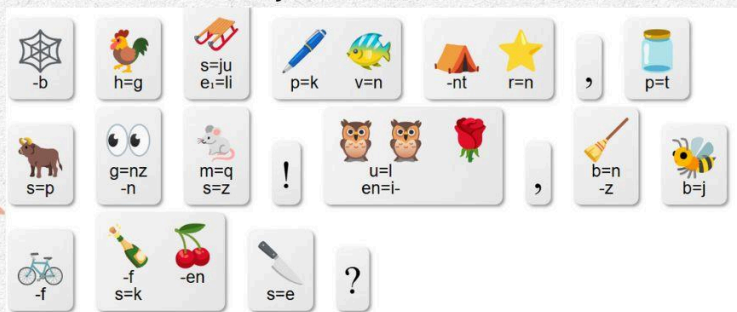 -b h=g s=ju p=k v=n -nt r=n , p=t
e₁=li
s=p g=nz m=q ! u=l , b=n b=j
-n s=z en=i- -z
-f -f -en s=e ?
s=k